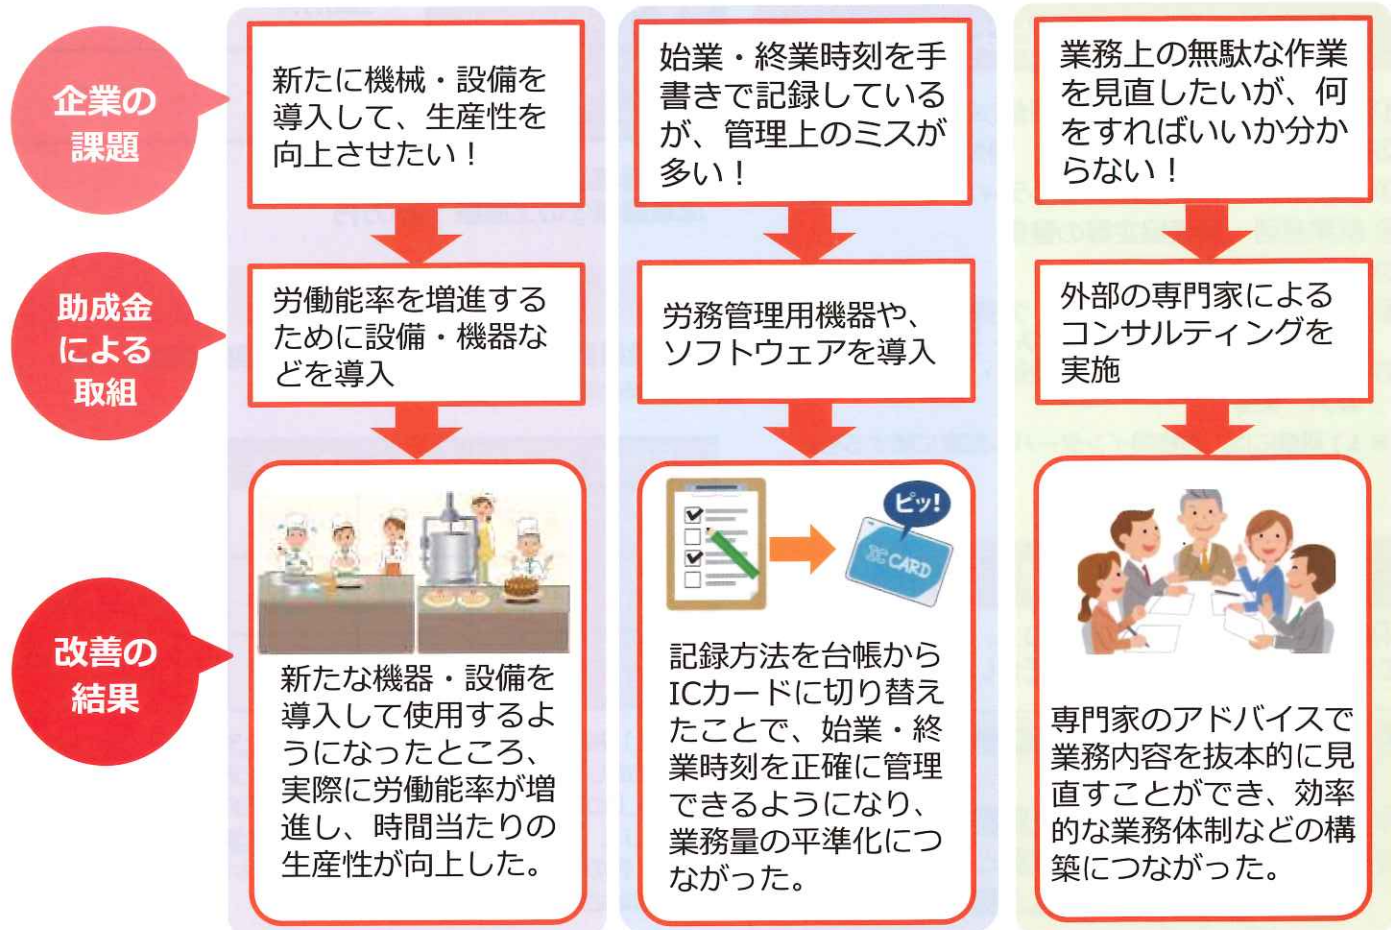 企業の
課題
新たに機械・設備を
導入して、生産性を
向上させたい！
始業・終業時刻を手
書きで記録している
が、管理上のミスが
多い！
業務上の無駄な作業
を見直したいが、何
をすればいいか分か
らない！
助成金
による
取組
労働能率を増進する
ために設備・機器な
どを導入
労務管理用機器や、
ソフトウェアを導入
外部の専門家による
コンサルティングを
実施
改善の
結果
新たな機器・設備を
導入して使用するよ
うになったところ、
実際に労働能率が増
進し、時間当たりの
生産性が向上した。
ピッ!
IC CARD
記録方法を台帳から
ICカードに切り替え
たことで、始業・終
業時刻を正確に管理
できるようになり、
業務量の平準化につ
ながった。
専門家のアドバイスで
業務内容を抜本的に見
直すことができ、効率
的な業務体制などの構
築につながった。